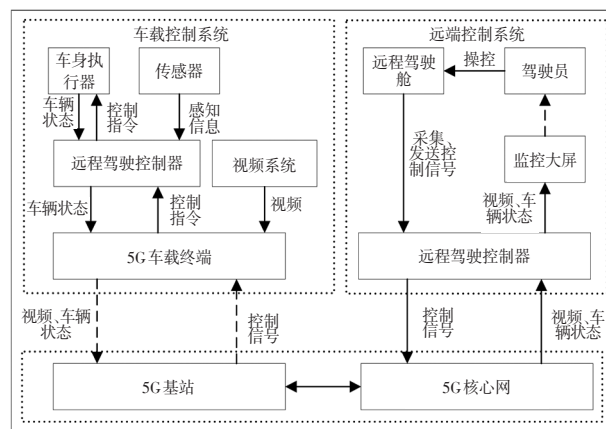 车载控制系统
远端控制系统
车身执
行器
传感器
远程驾驶
舱
操控
驾驶员
车辆
状态
控制
指令
感知
信息
采集、
发送控
制信号
监控大屏
远程驾驶控制器
视频系统
车辆状态
控制
指令
视频
视频、车
辆状态
5G车载终端
远程驾驶控制器
视频、车辆
状态
控制
信号
控制
信号
视频、车
辆状态
5G基站
5G核心网